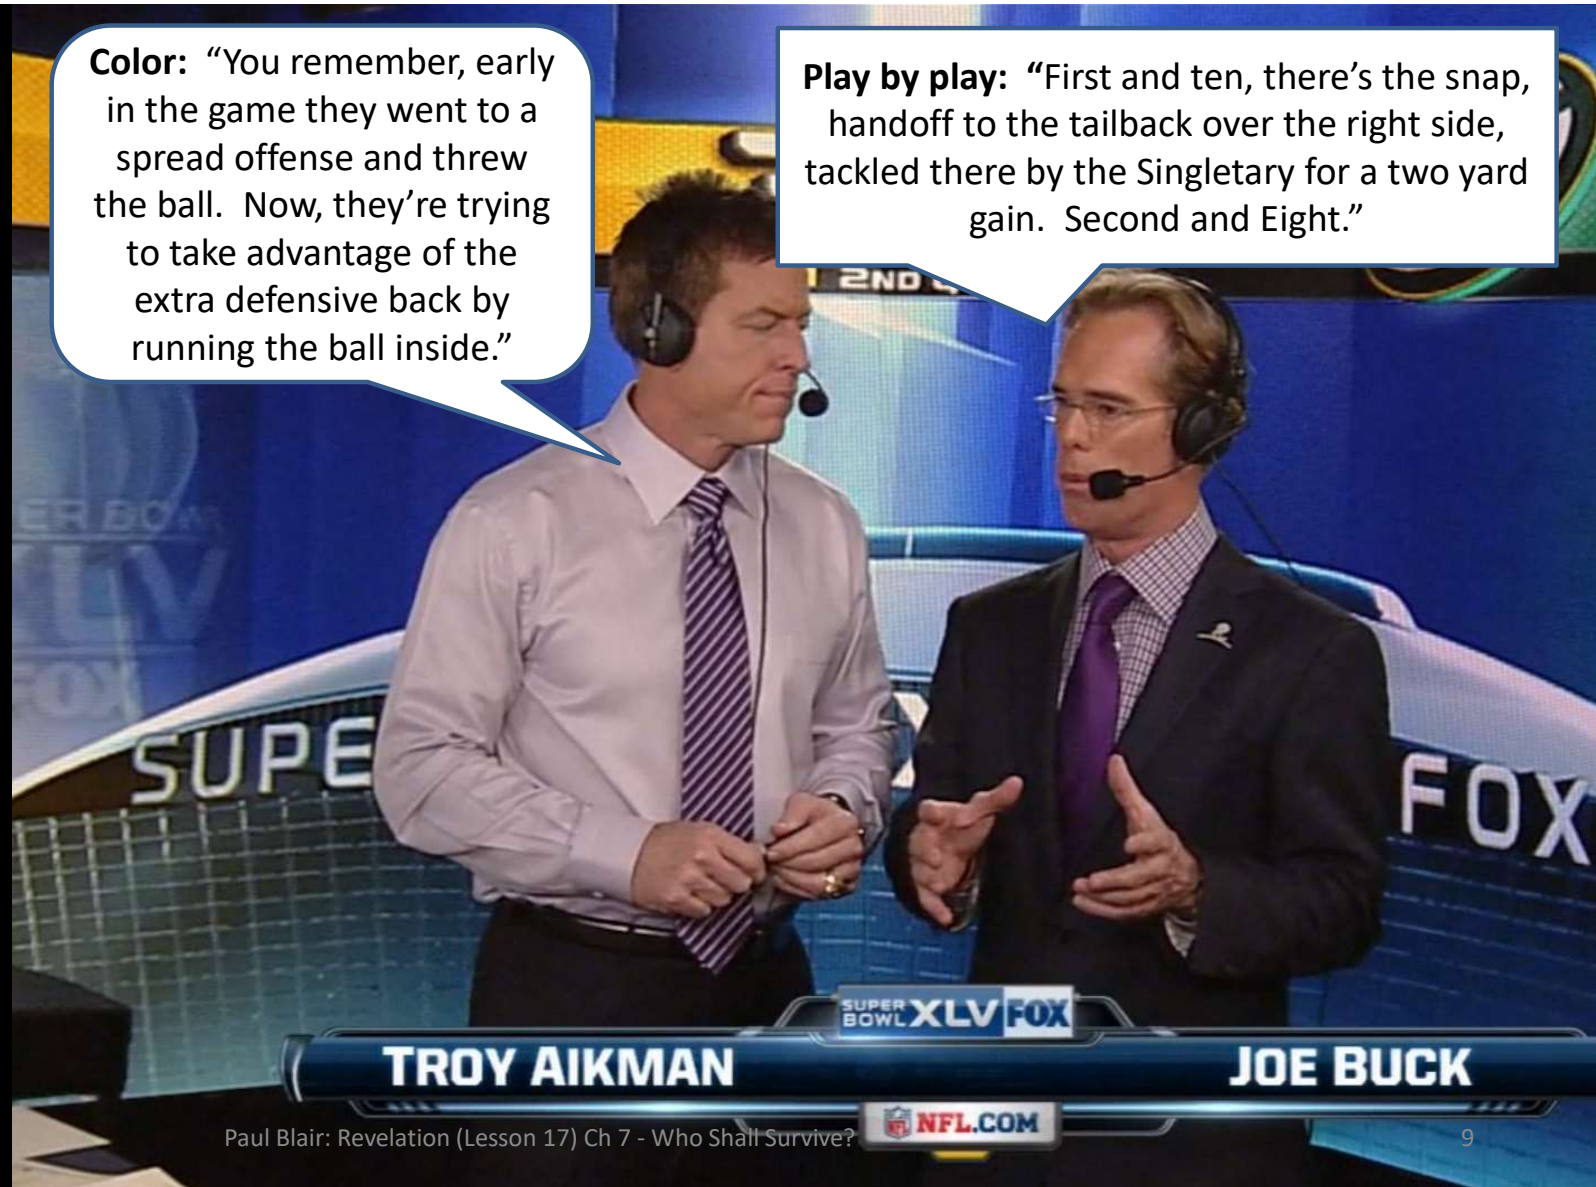 Color: “You remember, early
in the game they went to a
spread offense and threw
the ball. Now, they’re trying
to take advantage of the
extra defensive back by
running the ball inside.”
Play by play: “First and ten, there’s the snap,
handoff to the tailback over the right side,
tackled there by the Singletary for a two yard
gain. Second and Eight.”
2ND
XLV
FOX
SUPE
FOX
SUPER
BOWL XLV FOX
TROY AIKMAN JOE BUCK
NFL NFL.COM
Paul Blair: Revelation (Lesson 17) Ch 7 - Who Shall Survive? 9